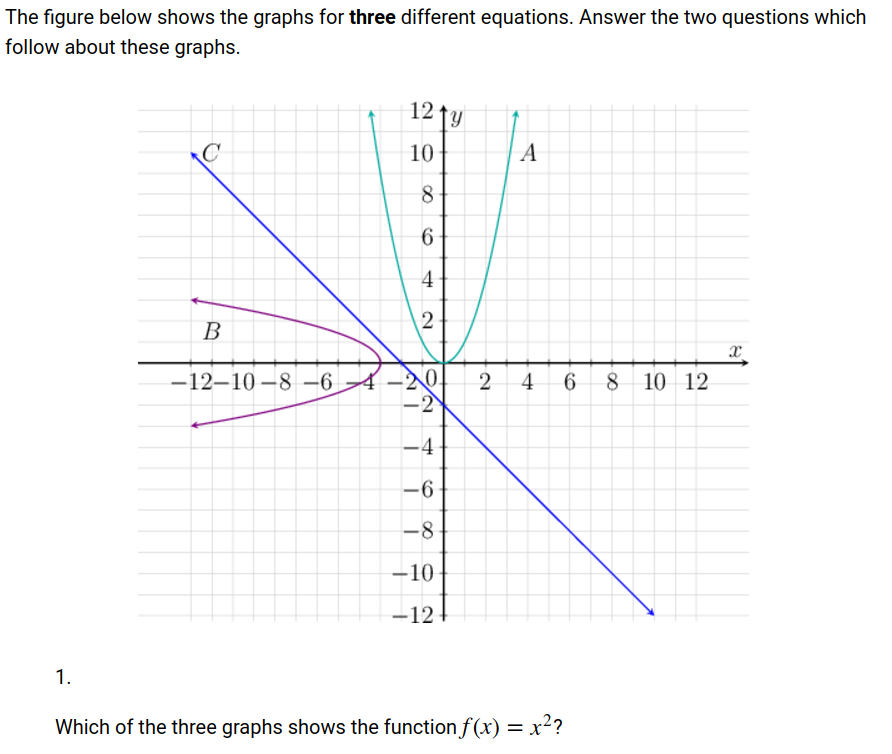 The figure below shows the graphs for three different equations. Answer the two questions which
follow about these graphs.
12 y
C 10 A
8
6
4
B 2
x
−12−10 −8 −6 −4 −2 0 2 4 6 8 10 12
−2
−4
−6
−8
−10
−12
1.
Which of the three graphs shows the function f(x) = x²?